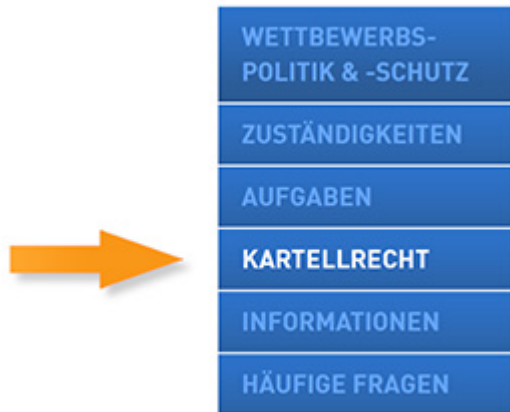 WETTBEWERBS-
POLITIK & -SCHUTZ
ZUSTÄNDIGKEITEN
AUFGABEN
KARTELLRECHT
INFORMATIONEN
HÄUFIGE FRAGEN